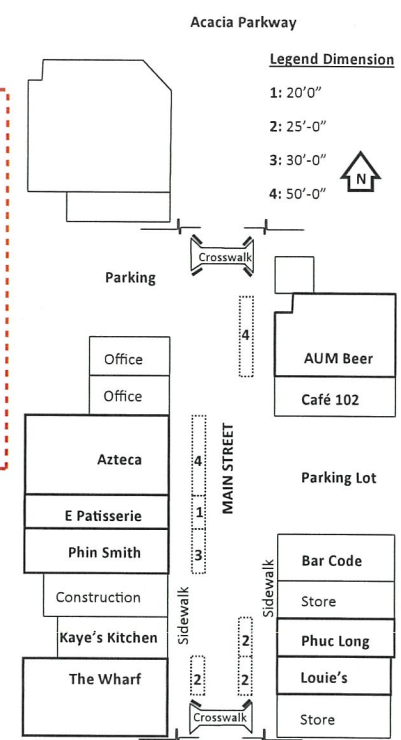 Acacia Parkway
Legend Dimension
1: 20'0"
2: 25'-0"
3: 30'-0"
4: 50'-0"
N
Crosswalk
Parking
4
AUM Beer
Office
Office
Café 102
Azteca
4
MAIN STREET
Parking Lot
E Patisserie
1
Phin Smith
3
Bar Code
Construction
Sidewalk
Sidewalk
Store
Kaye's Kitchen
2
Phuc Long
The Wharf
2
2
Louie's
Crosswalk
Store